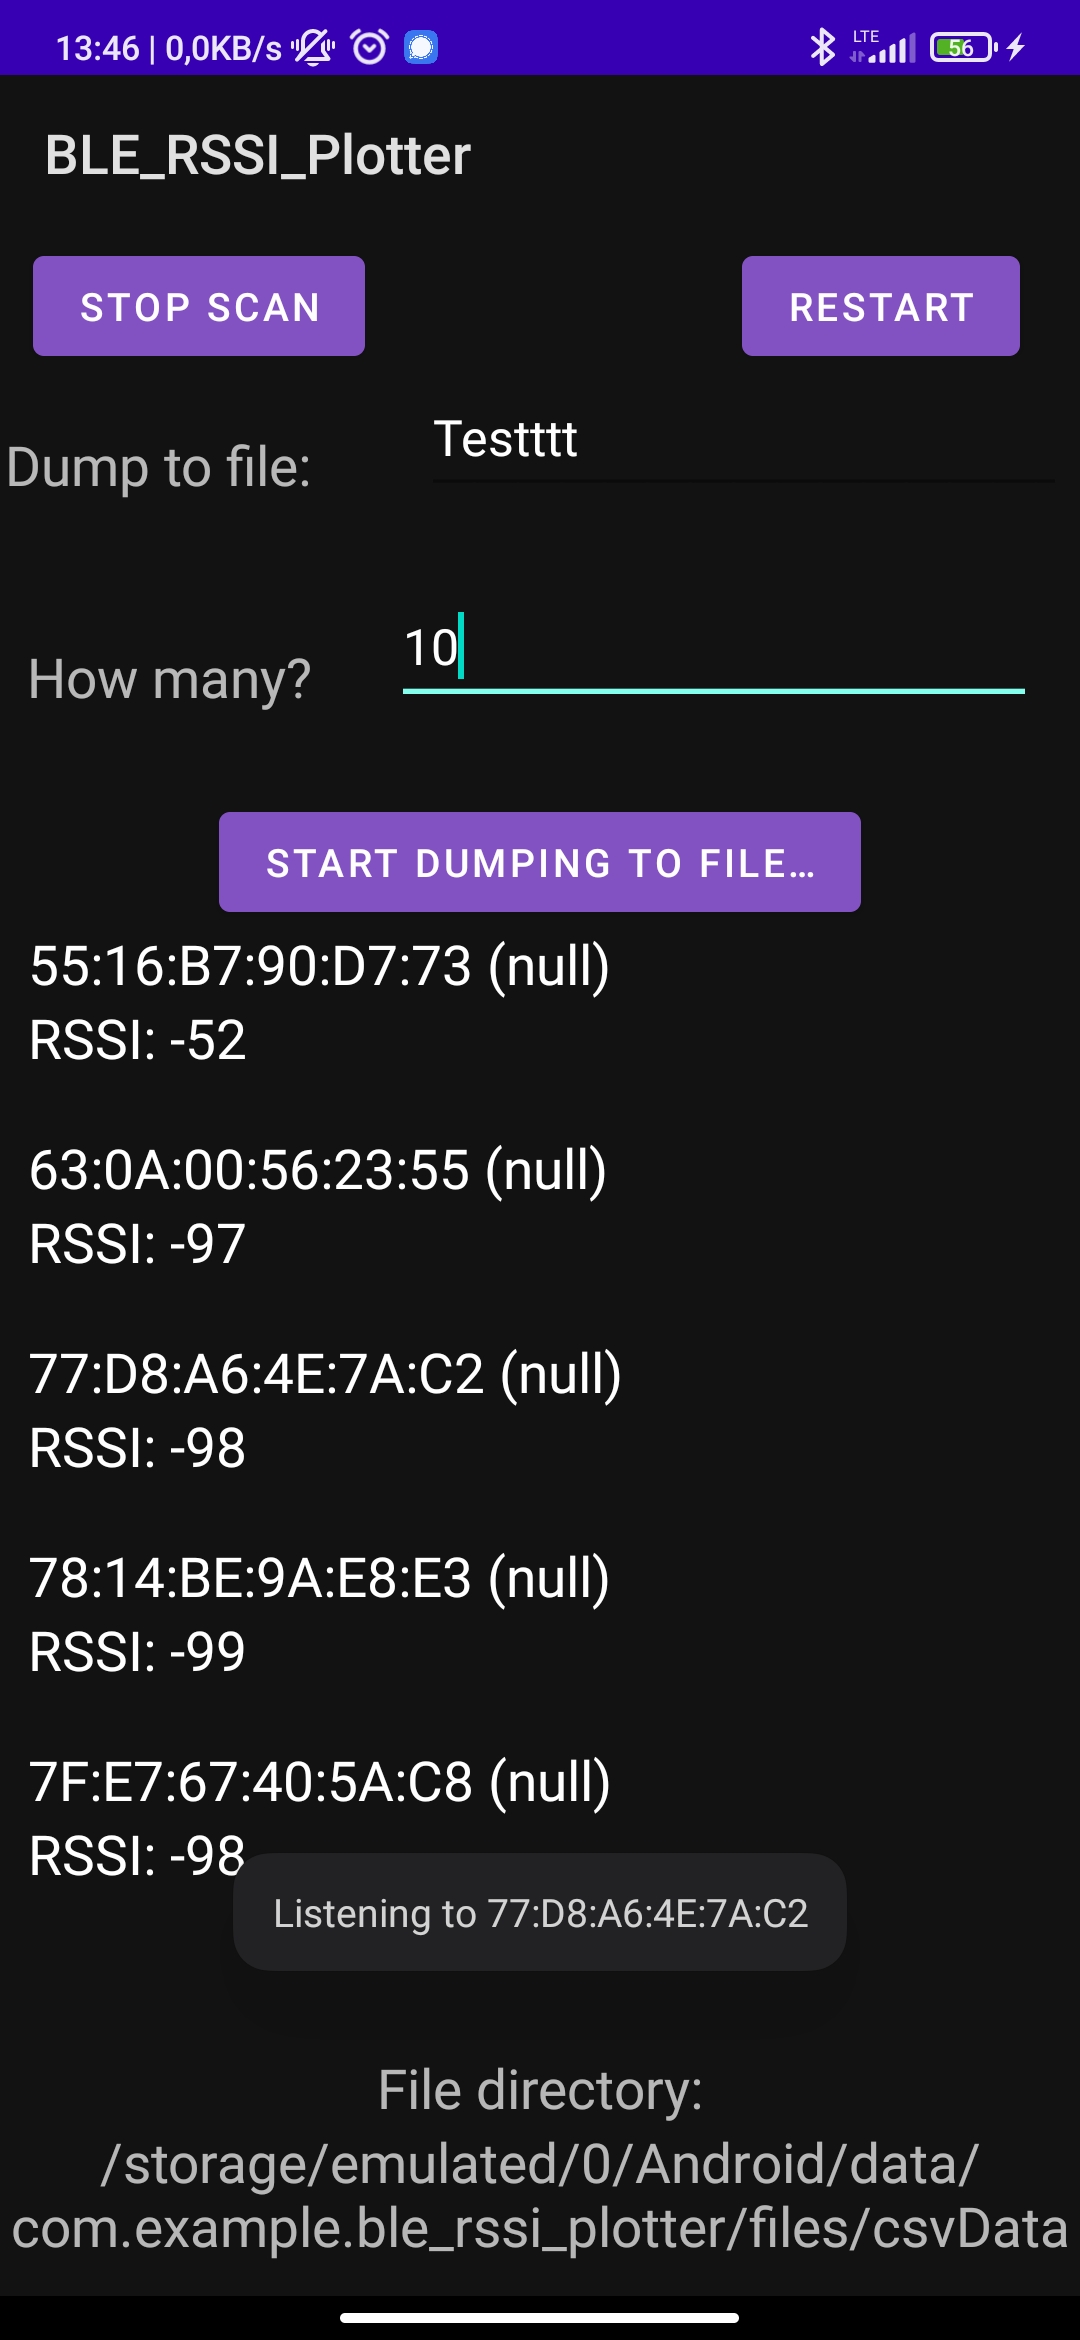 13:46 | 0,0KB/s
LTE
56
BLE_RSSI_Plotter
STOP SCAN
RESTART
Dump to file:
Testttt
How many?
10
START DUMPING TO FILE...
55:16:B7:90:D7:73 (null)
RSSI: -52
63:0A:00:56:23:55 (null)
RSSI: -97
77:D8:A6:4E:7A:C2 (null)
RSSI: -98
78:14:BE:9A:E8:E3 (null)
RSSI: -99
7F:E7:67:40:5A:C8 (null)
RSSI: -98
Listening to 77:D8:A6:4E:7A:C2
File directory:
/storage/emulated/0/Android/data/
com.example.ble_rssi_plotter/files/csvData